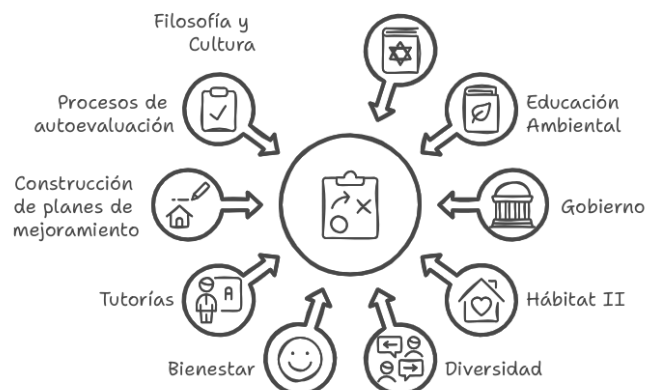 Filosofía y
Cultura
Procesos de
autoevaluación
Educación
Ambiental
Construcción
de planes de
mejoramiento
Gobierno
Tutorías
A
Hábitat II
Bienestar
Diversidad